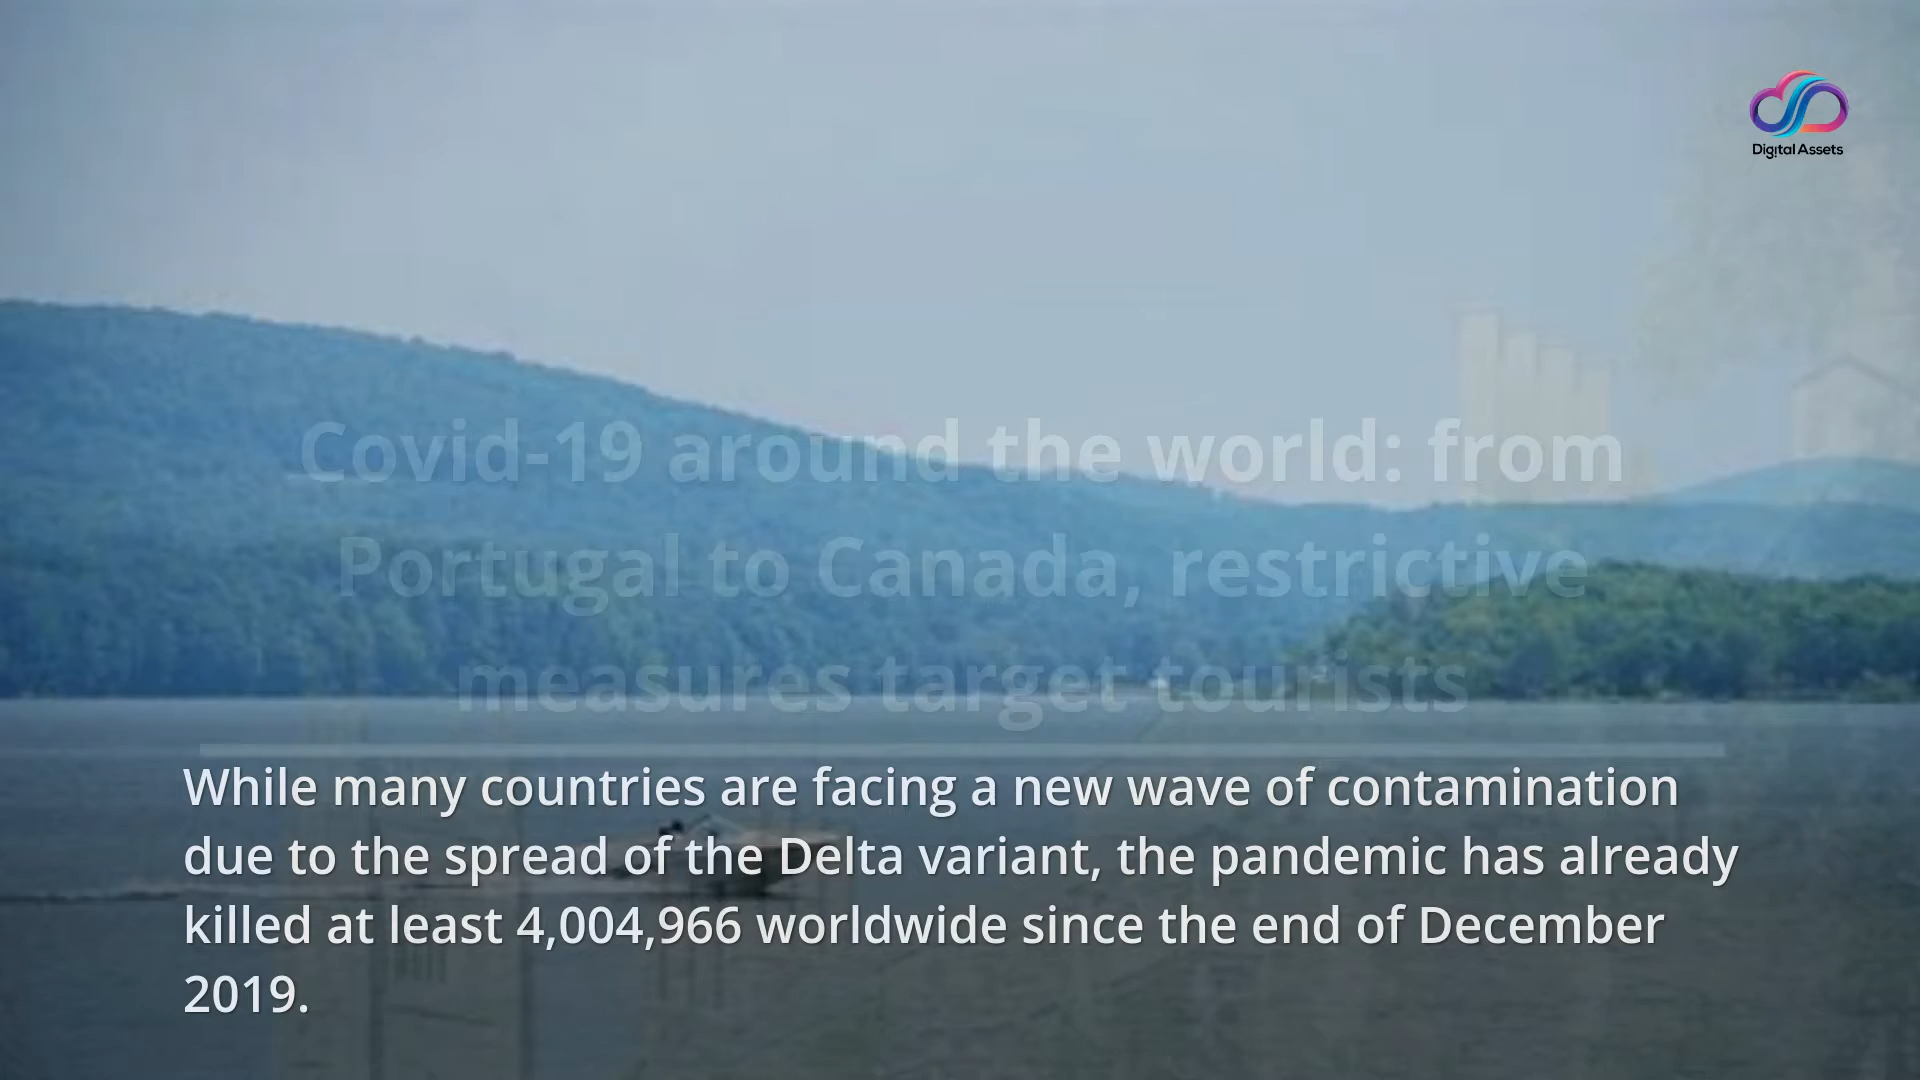 Digital Assets
Covid-19 around the world: from
Portugal to Canada, restrictive
measures target tourists
While many countries are facing a new wave of contamination
due to the spread of the Delta variant, the pandemic has already
killed at least 4,004,966 worldwide since the end of December
2019.